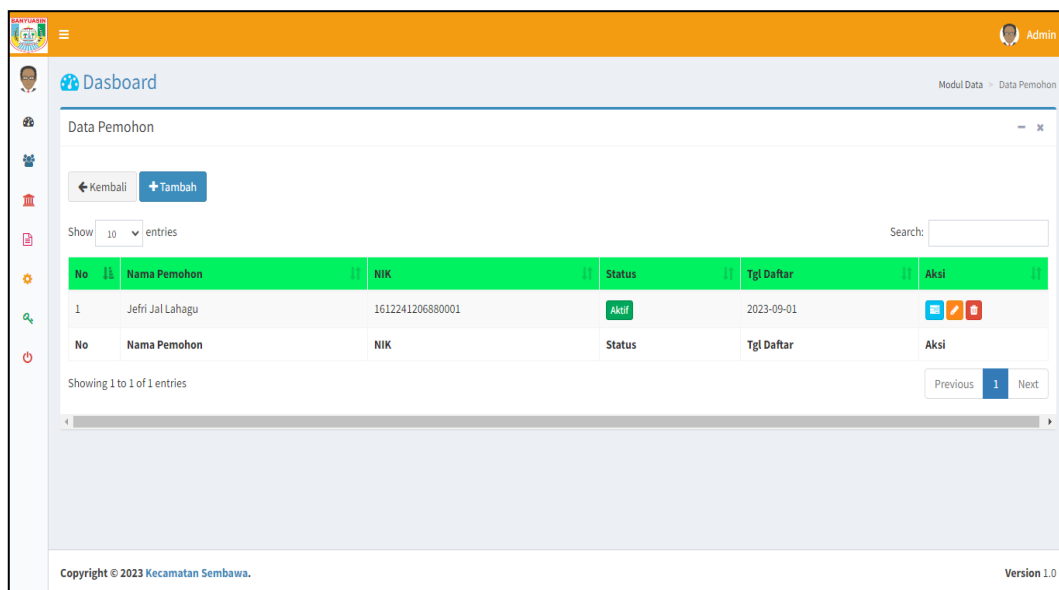 BANYUASIN
Admin
Dasboard
Modul Data > Data Pemohon
Data Pemohon
Kembali
Tambah
Show 10 entries
Search:
No Nama Pemohon NIK Status Tgl Daftar Aksi
1 Jefri Jal Lahagu 1612241206880001 Aktif 2023-09-01
No Nama Pemohon NIK Status Tgl Daftar Aksi
Showing 1 to 1 of 1 entries
Previous 1 Next
Copyright © 2023 Kecamatan Sembawa. Version 1.0